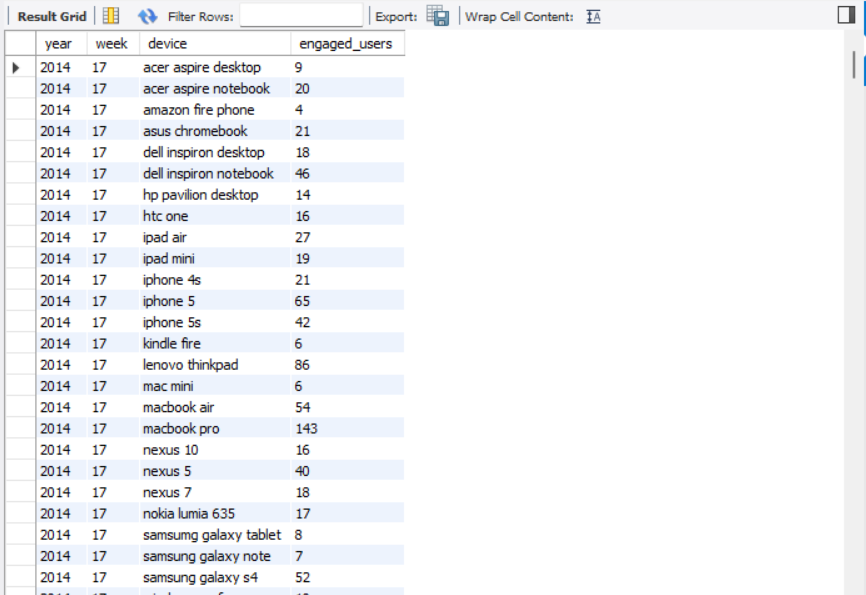 Result Grid Filter Rows: Export: Wrap Cell Content:
year week device engaged_users
2014 17 acer aspire desktop 9
2014 17 acer aspire notebook 20
2014 17 amazon fire phone 4
2014 17 asus chromebook 21
2014 17 dell inspiron desktop 18
2014 17 dell inspiron notebook 46
2014 17 hp pavilion desktop 14
2014 17 htc one 16
2014 17 ipad air 27
2014 17 ipad mini 19
2014 17 iphone 4s 21
2014 17 iphone 5 65
2014 17 iphone 5s 42
2014 17 kindle fire 6
2014 17 lenovo thinkpad 86
2014 17 mac mini 6
2014 17 macbook air 54
2014 17 macbook pro 143
2014 17 nexus 10 16
2014 17 nexus 5 40
2014 17 nexus 7 18
2014 17 nokia lumia 635 17
2014 17 samsumg galaxy tablet 8
2014 17 samsung galaxy note 7
2014 17 samsung galaxy s4 52